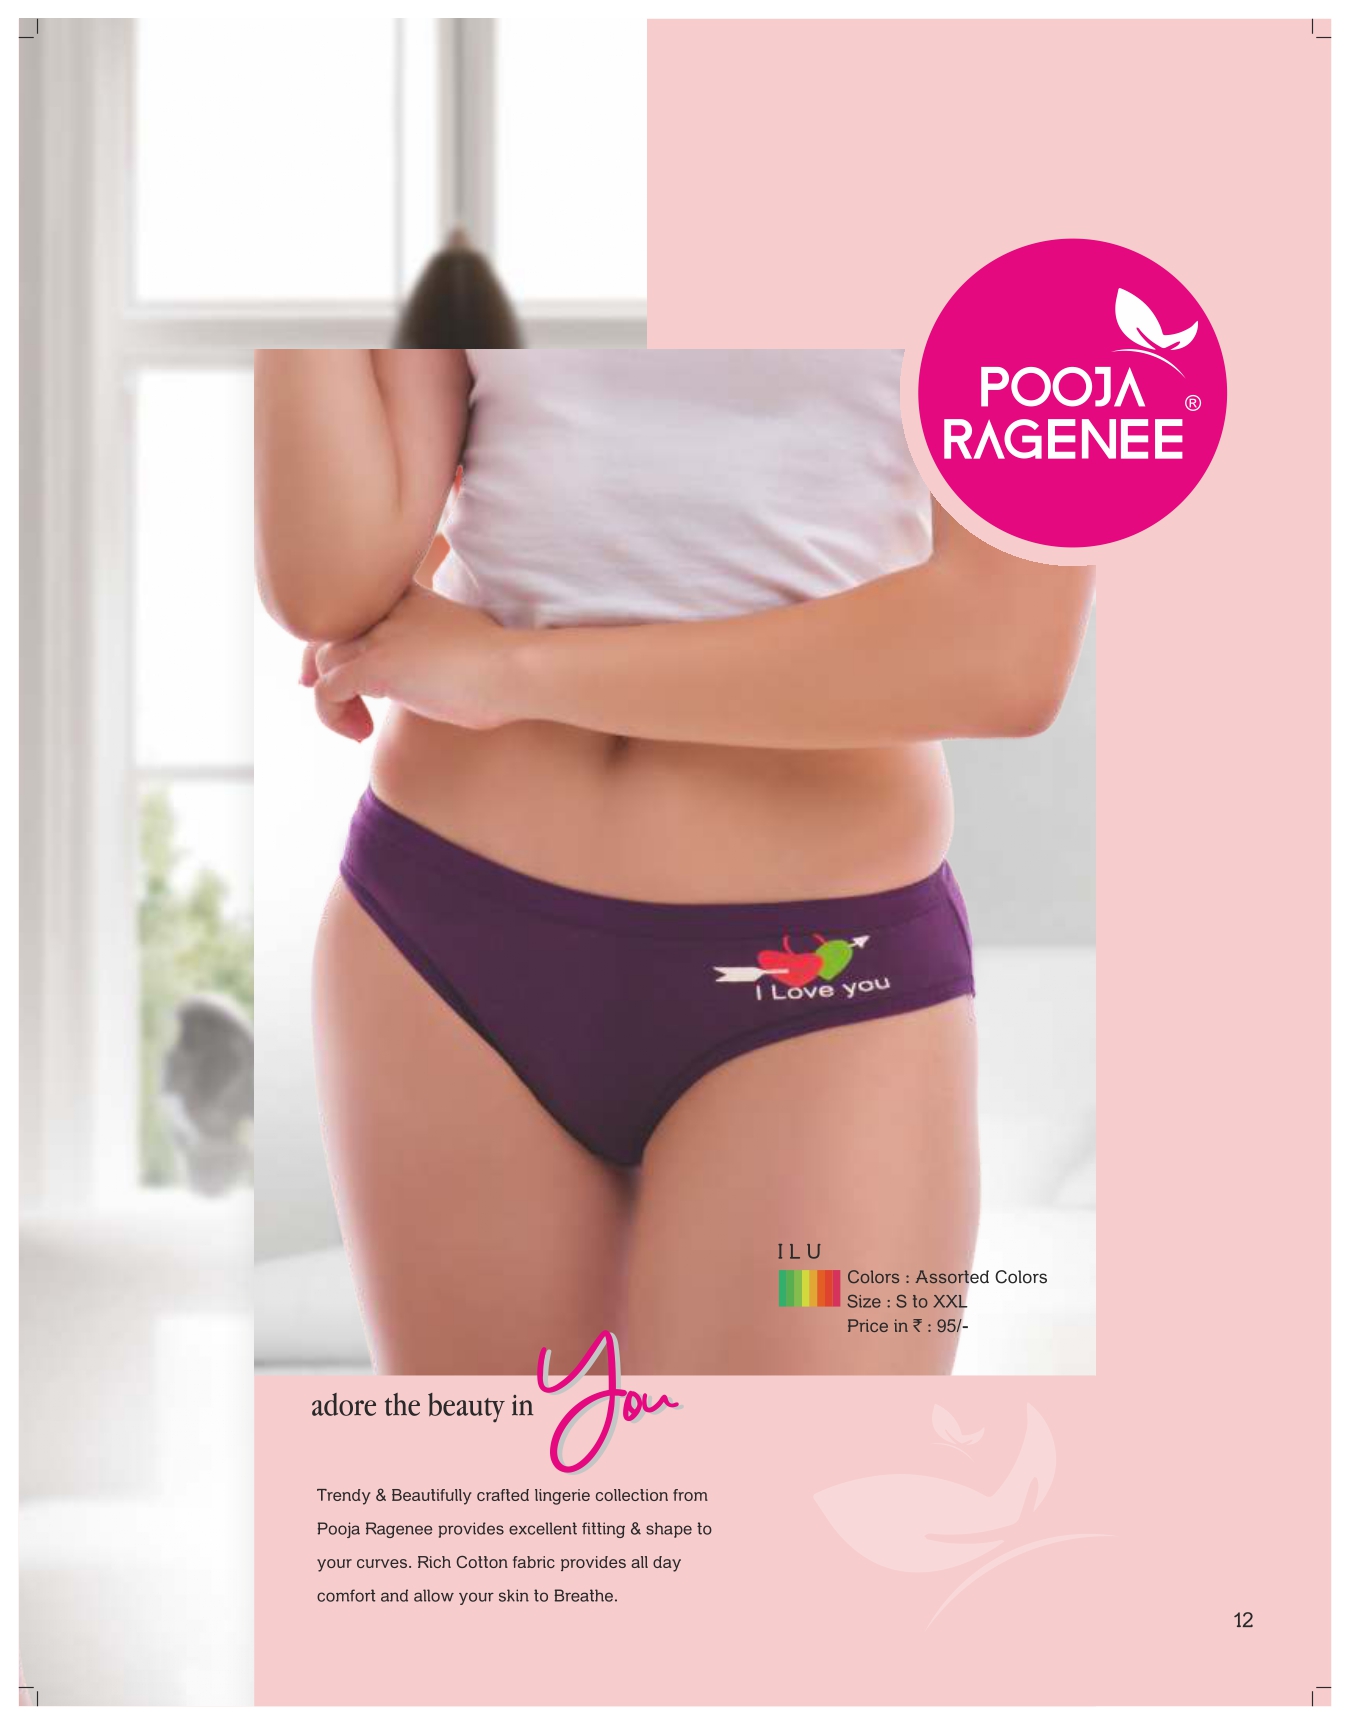 POOJA
RAGENEE ®
I Love you
I L U
Colors : Assorted Colors
Size : S to XXL
Price in ₹ : 95/-
adore the beauty in You
Trendy & Beautifully crafted lingerie collection from
Pooja Ragenee provides excellent fitting & shape to
your curves. Rich Cotton fabric provides all day
comfort and allow your skin to Breathe.
12